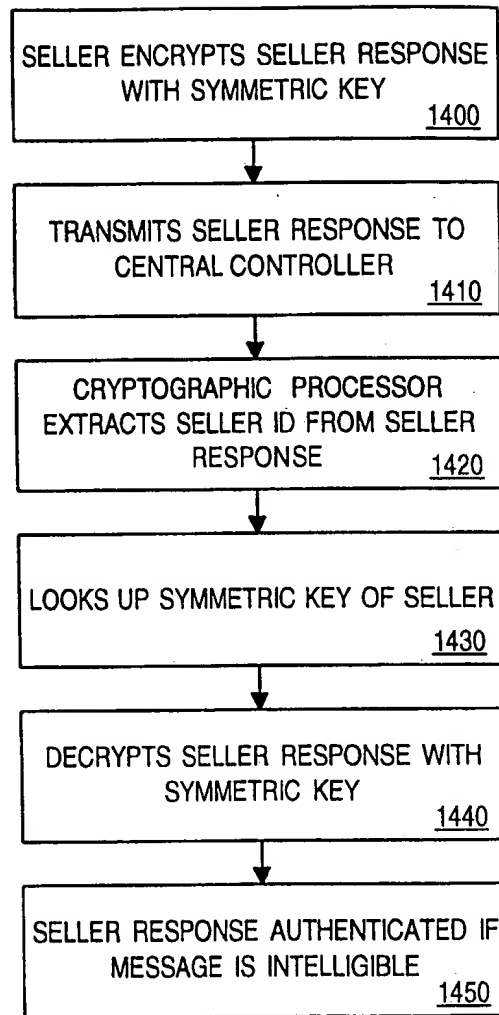 SELLER ENCRYPTS SELLER RESPONSE
WITH SYMMETRIC KEY
1400
TRANSMITS SELLER RESPONSE TO
CENTRAL CONTROLLER
1410
CRYPTOGRAPHIC PROCESSOR
EXTRACTS SELLER ID FROM SELLER
RESPONSE
1420
LOOKS UP SYMMETRIC KEY OF SELLER
1430
DECRYPTS SELLER RESPONSE WITH
SYMMETRIC KEY
1440
SELLER RESPONSE AUTHENTICATED IF
MESSAGE IS INTELLIGIBLE
1450